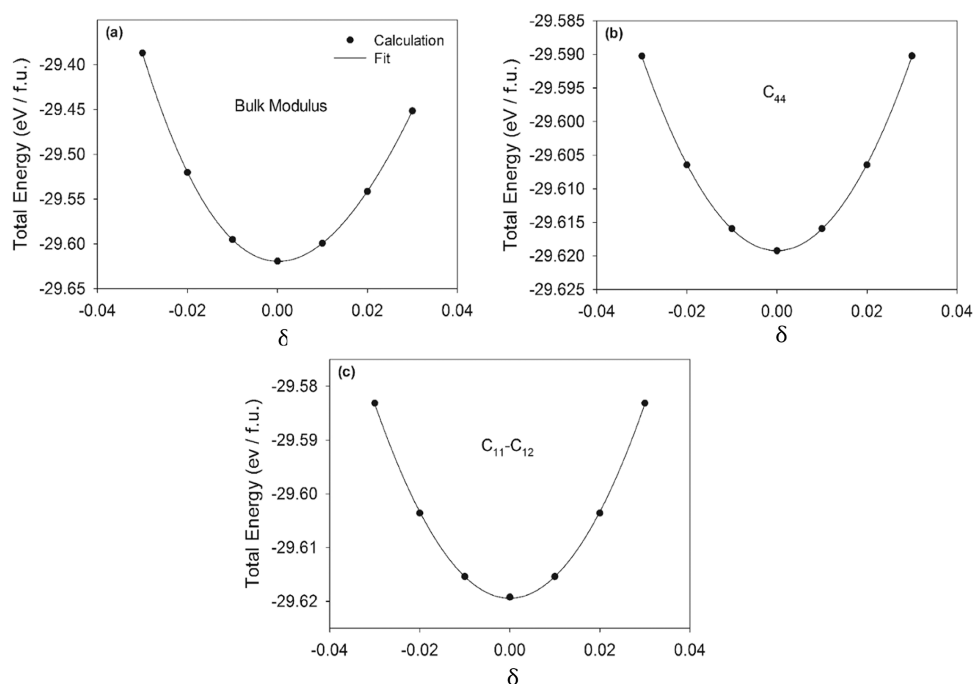 (a)
Calculation
Fit
Bulk Modulus
Total Energy (eV / f.u.)
-29.40
-29.45
-29.50
-29.55
-29.60
-29.65
-0.04 -0.02 0.00 0.02 0.04
δ
(b)
C44
Total Energy (eV / f.u.)
-29.585
-29.590
-29.595
-29.600
-29.605
-29.610
-29.615
-29.620
-29.625
-0.04 -0.02 0.00 0.02 0.04
δ
(c)
C11-C12
Total Energy (ev / f.u.)
-29.58
-29.59
-29.60
-29.61
-29.62
-0.04 -0.02 0.00 0.02 0.04
δ